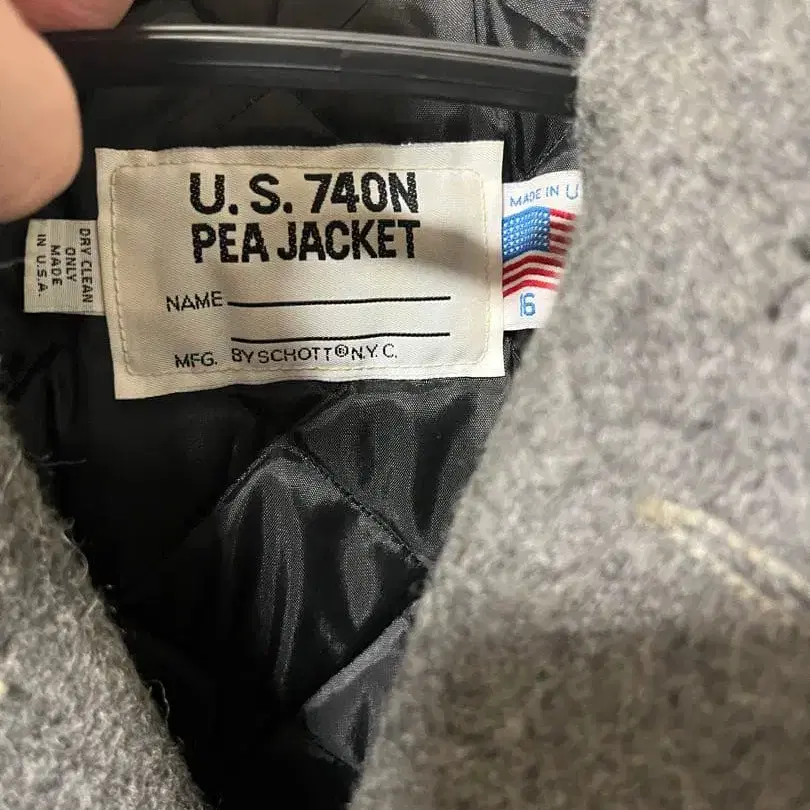 U.S. 740N
PEA JACKET
NAME
MFG. BY SCHOTT® N.Y.C.
DRY CLEAN
ONLY
MADE
IN U.S.A.
MADE IN U
16